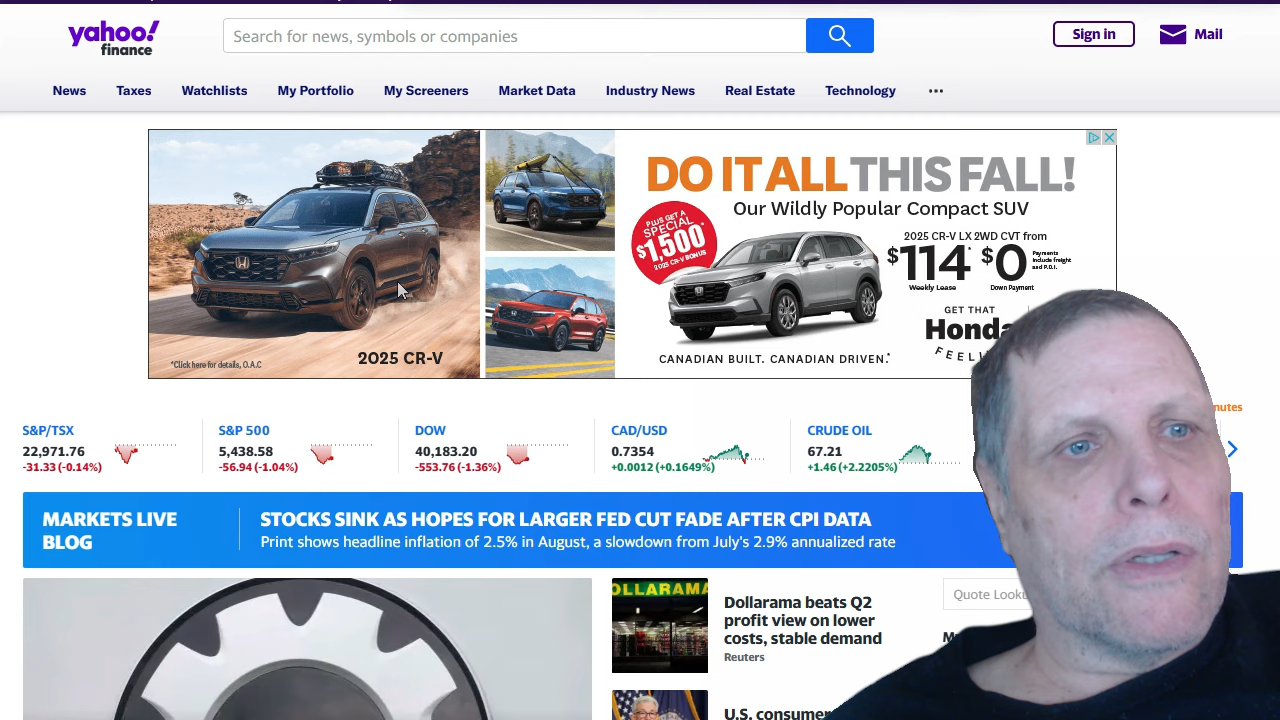 yahoo!
finance
Search for news, symbols or companies
Sign in
Mail
News Taxes Watchlists My Portfolio My Screeners Market Data Industry News Real Estate Technology ...
DO IT ALL THIS FALL!
Our Wildly Popular Compact SUV
PLUS GET A
SPECIAL
$1,500*
2025 CR-V BONUS
2025 CR-V LX 2WD CVT from
$114* $0
Payments
include freight
and P.D.I.
Weekly Lease Down Payment
GET THAT
Honda
CANADIAN BUILT. CANADIAN DRIVEN.*
*Click here for details, O.A.C
2025 CR-V
S&P/TSX
22,971.76
-31.33 (-0.14%)
S&P 500
5,438.58
-56.94 (-1.04%)
DOW
40,183.20
-553.76 (-1.36%)
CAD/USD
0.7354
+0.0012 (+0.1649%)
CRUDE OIL
67.21
+1.46 (+2.2205%)
MARKETS LIVE
BLOG
STOCKS SINK AS HOPES FOR LARGER FED CUT FADE AFTER CPI DATA
Print shows headline inflation of 2.5% in August, a slowdown from July's 2.9% annualized rate
OLLARAMA
Dollarama beats Q2
profit view on lower
costs, stable demand
Reuters
Quote Looku
U.S. consumer